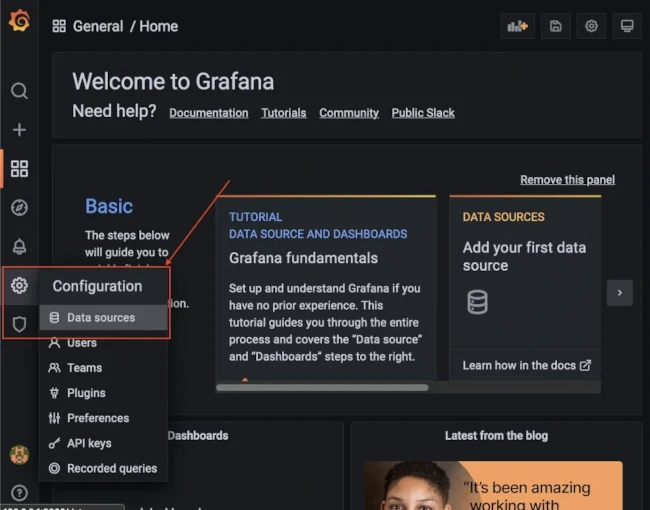 General / Home
Welcome to Grafana
Need help? Documentation Tutorials Community Public Slack
Remove this panel
Basic
The steps below
will guide you to
TUTORIAL
DATA SOURCE AND DASHBOARDS
Grafana fundamentals
Set up and understand Grafana if you
have no prior experience. This
tutorial guides you through the entire
process and covers the “Data source”
and “Dashboards” steps to the right.
DATA SOURCES
Add your first data
source
Learn how in the docs
Configuration
Data sources
Users
Teams
Plugins
Preferences
API keys
Recorded queries
Dashboards
Latest from the blog
“It's been amazing
working with